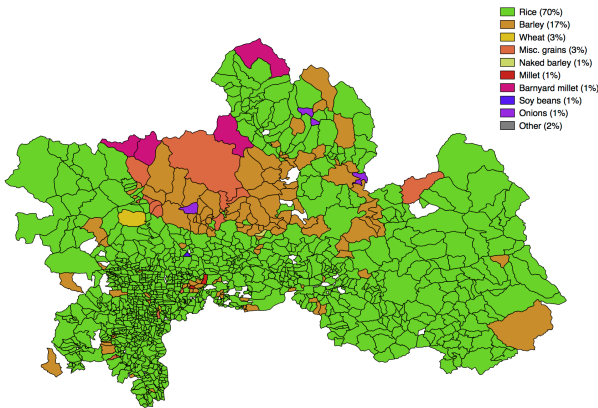 Rice (70%)
Barley (17%)
Wheat (3%)
Misc. grains (3%)
Naked barley (1%)
Millet (1%)
Barnyard millet (1%)
Soy beans (1%)
Onions (1%)
Other (2%)